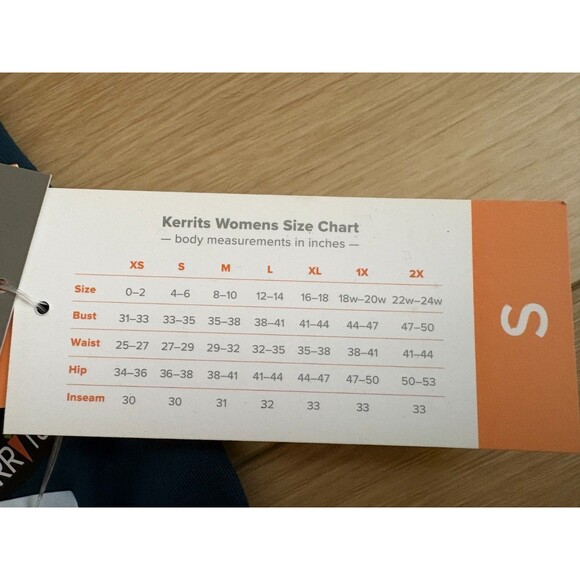 Kerrits Womens Size Chart
— body measurements in inches —
XS S M L XL 1X 2X
Size 0–2 4–6 8–10 12–14 16–18 18w–20w 22w–24w
Bust 31–33 33–35 35–38 38–41 41–44 44–47 47–50
Waist 25–27 27–29 29–32 32–35 35–38 38–41 41–44
Hip 34–36 36–38 38–41 41–44 44–47 47–50 50–53
Inseam 30 30 31 32 33 33 33
S